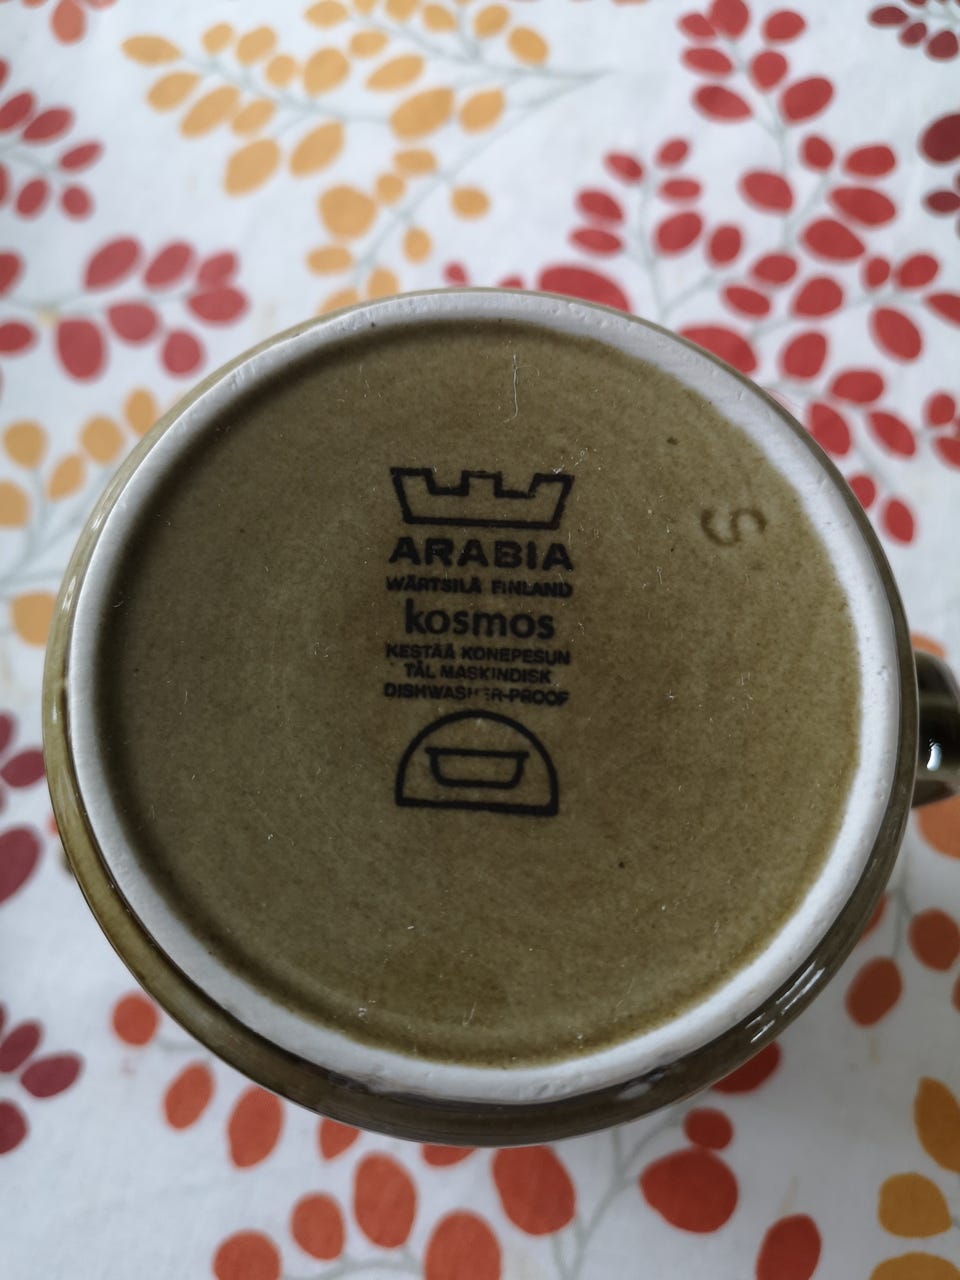 ARABIA
WÄRTSILÄ FINLAND
kosmos
KESTÄÄ KONEPESUN
TÅL MASKINDISK
DISHWASHER-PROOF
S